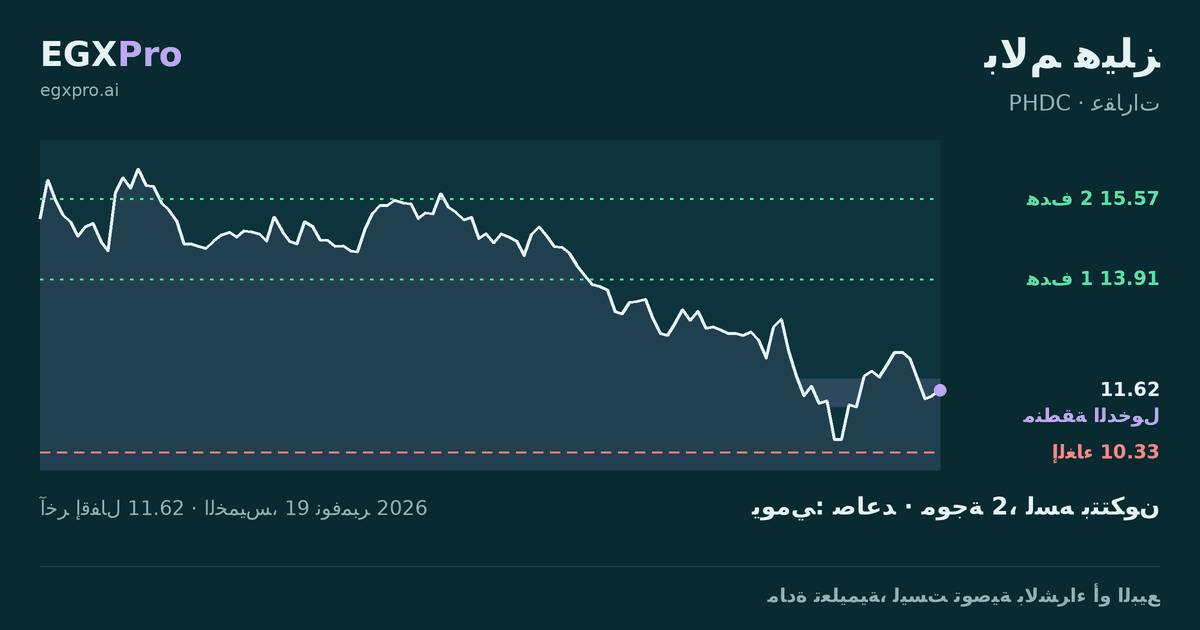 EGXPro
egxpro.ai
بالم هيلز
PHDC · عقارات
هدف 2 15.57
هدف 1 13.91
11.62
منطقة الدخول
إلغاء 10.33
يومي: صاعد · موجة 2، لسه بتتكون
آخر إقفال 11.62 · الخميس، 19 نوفمبر 2026
مادة تعليمية، ليست توصية بالشراء أو البيع